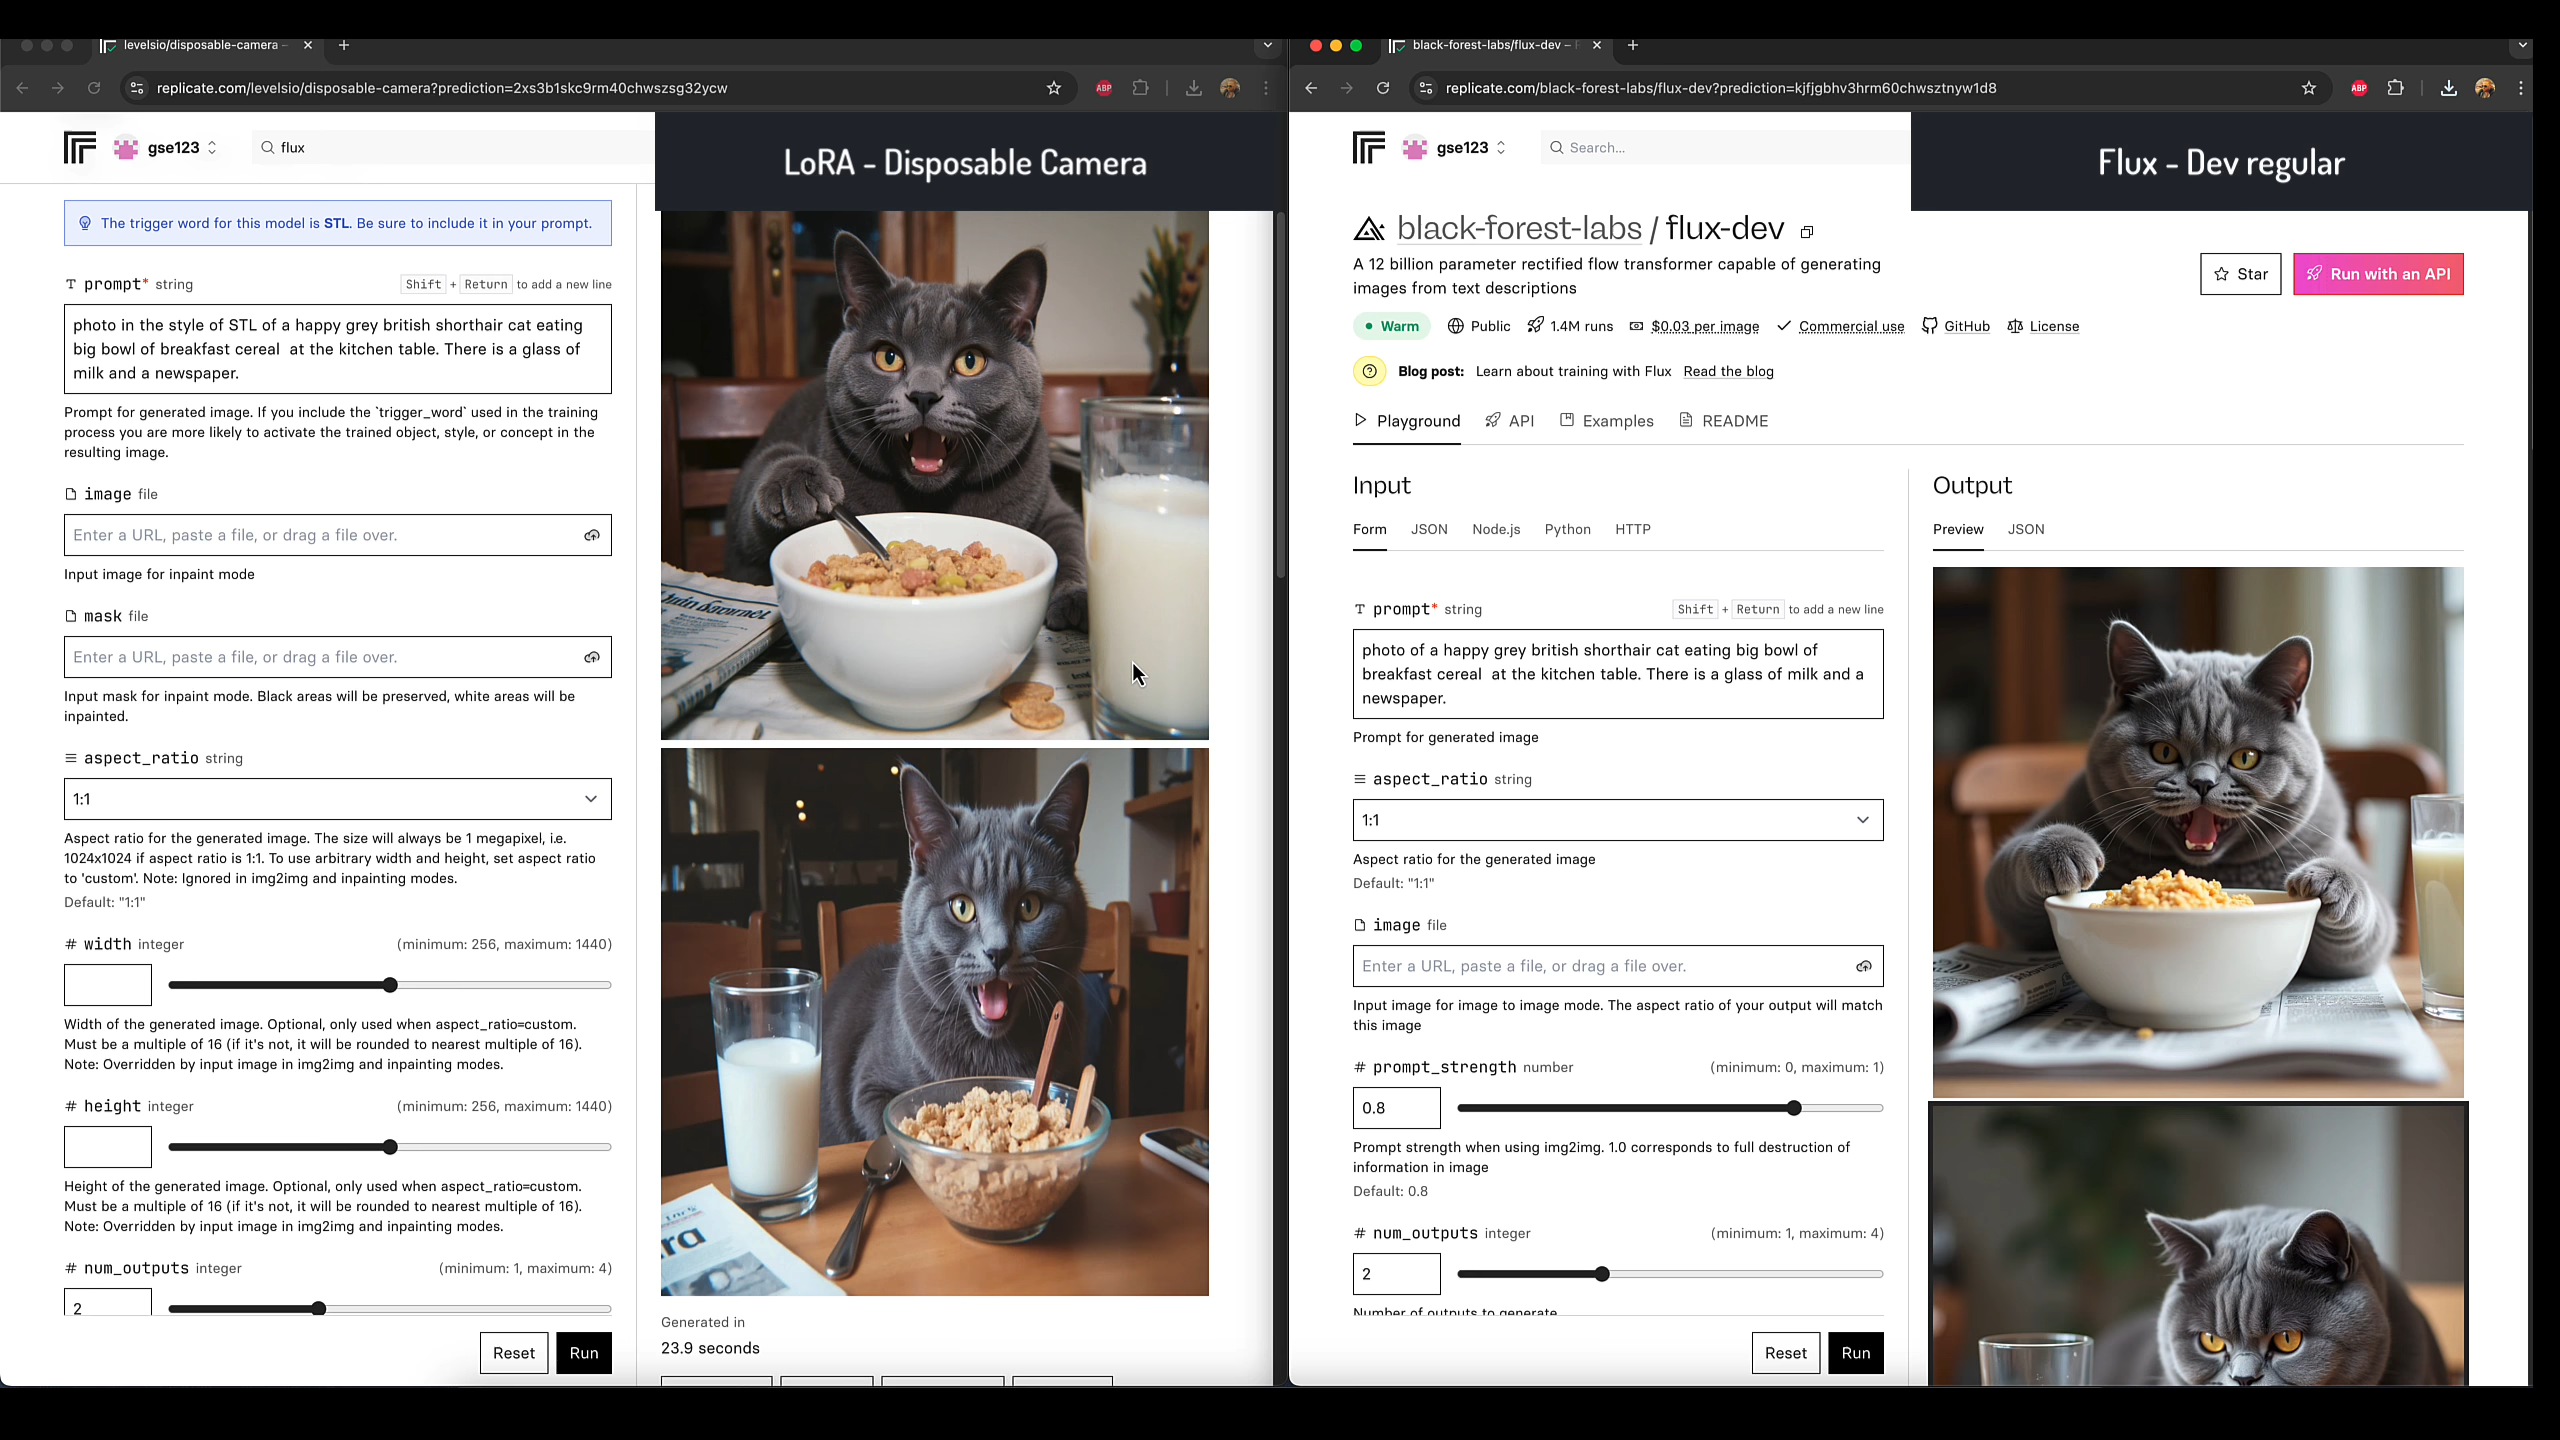 levelsio/disposable-camera –
replicate.com/levelsio/disposable-camera?prediction=2xs3b1skc9rm40chwszsg32ycw
ABP
gse123
flux
LoRA - Disposable Camera
The trigger word for this model is STL. Be sure to include it in your prompt.
prompt* string
Shift + Return to add a new line
photo in the style of STL of a happy grey british shorthair cat eating
big bowl of breakfast cereal  at the kitchen table. There is a glass of
milk and a newspaper.
Prompt for generated image. If you include the `trigger_word` used in the training
process you are more likely to activate the trained object, style, or concept in the
resulting image.
image file
Enter a URL, paste a file, or drag a file over.
Input image for inpaint mode
mask file
Enter a URL, paste a file, or drag a file over.
Input mask for inpaint mode. Black areas will be preserved, white areas will be
inpainted.
aspect_ratio string
1:1
Aspect ratio for the generated image. The size will always be 1 megapixel, i.e.
1024x1024 if aspect ratio is 1:1. To use arbitrary width and height, set aspect ratio
to 'custom'. Note: Ignored in img2img and inpainting modes.
Default: "1:1"
# width integer
(minimum: 256, maximum: 1440)
Width of the generated image. Optional, only used when aspect_ratio=custom.
Must be a multiple of 16 (if it's not, it will be rounded to nearest multiple of 16).
Note: Overridden by input image in img2img and inpainting modes.
# height integer
(minimum: 256, maximum: 1440)
Height of the generated image. Optional, only used when aspect_ratio=custom.
Must be a multiple of 16 (if it's not, it will be rounded to nearest multiple of 16).
Note: Overridden by input image in img2img and inpainting modes.
# num_outputs integer
(minimum: 1, maximum: 4)
2
Reset
Run
Generated in
23.9 seconds
black-forest-labs/flux-dev –
replicate.com/black-forest-labs/flux-dev?prediction=kjfjgbhv3hrm60chwsztnyw1d8
ABP
gse123
Search...
Flux - Dev regular
black-forest-labs / flux-dev
A 12 billion parameter rectified flow transformer capable of generating
images from text descriptions
Star
Run with an API
Warm
Public
1.4M runs
$0.03 per image
Commercial use
GitHub
License
Blog post: Learn about training with Flux Read the blog
Playground
API
Examples
README
Input
Form
JSON
Node.js
Python
HTTP
prompt* string
Shift + Return to add a new line
photo of a happy grey british shorthair cat eating big bowl of
breakfast cereal  at the kitchen table. There is a glass of milk and a
newspaper.
Prompt for generated image
aspect_ratio string
1:1
Aspect ratio for the generated image
Default: "1:1"
image file
Enter a URL, paste a file, or drag a file over.
Input image for image to image mode. The aspect ratio of your output will match
this image
# prompt_strength number
(minimum: 0, maximum: 1)
0.8
Prompt strength when using img2img. 1.0 corresponds to full destruction of
information in image
Default: 0.8
# num_outputs integer
(minimum: 1, maximum: 4)
2
Number of outputs to generate
Reset
Run
Output
Preview
JSON